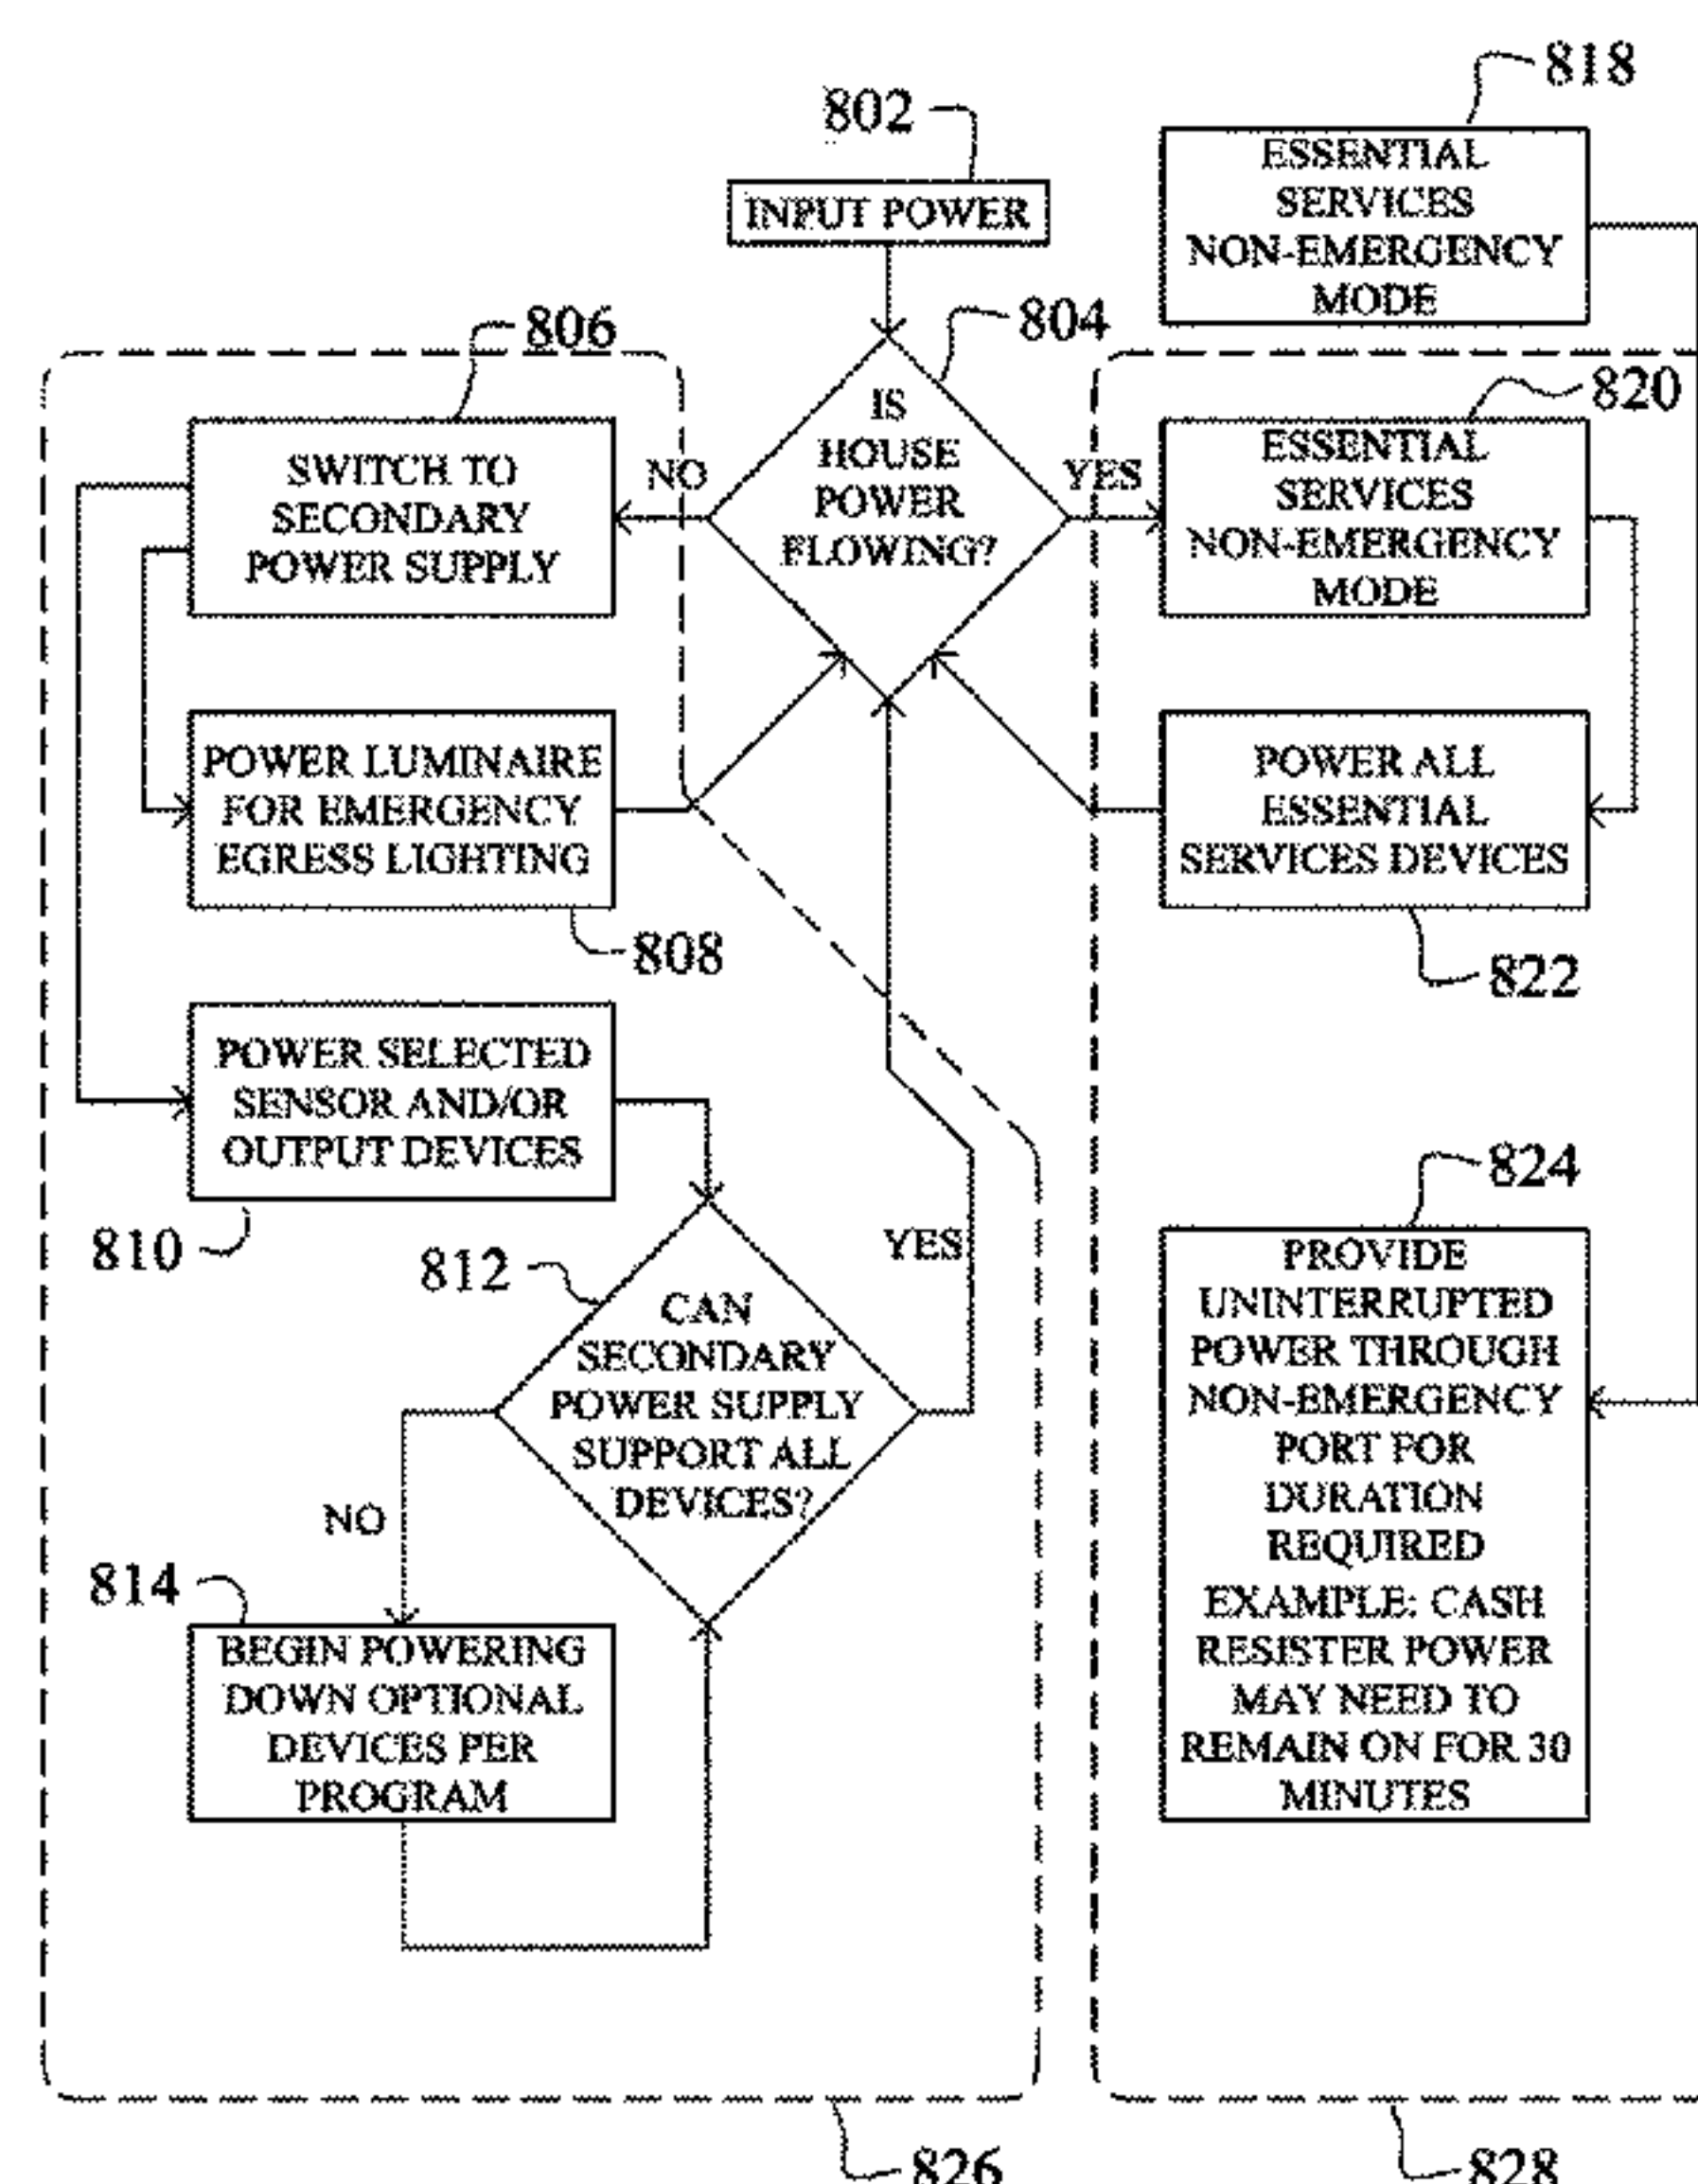 818
802
ESSENTIAL
SERVICES
NON-EMERGENCY
MODE
INPUT POWER
804
806
820
IS
HOUSE
POWER
FLOWING?
NO
YES
SWITCH TO
SECONDARY
POWER SUPPLY
ESSENTIAL
SERVICES
NON-EMERGENCY
MODE
POWER LUMINAIRE
FOR EMERGENCY
EGRESS LIGHTING
808
POWER ALL
ESSENTIAL
SERVICES DEVICES
822
POWER SELECTED
SENSOR AND/OR
OUTPUT DEVICES
810
812
CAN
SECONDARY
POWER SUPPLY
SUPPORT ALL
DEVICES?
YES
NO
824
PROVIDE
UNINTERRUPTED
POWER THROUGH
NON-EMERGENCY
PORT FOR
DURATION
REQUIRED
EXAMPLE: CASH
RESISTER POWER
MAY NEED TO
REMAIN ON FOR 30
MINUTES
814
BEGIN POWERING
DOWN OPTIONAL
DEVICES PER
PROGRAM
826
828